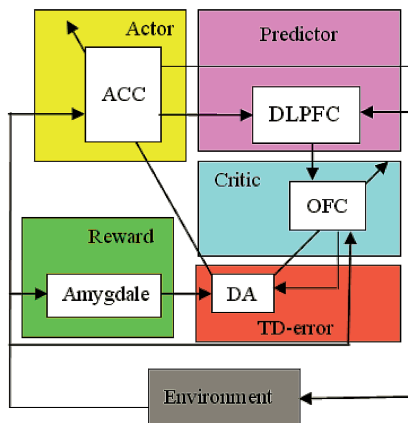 Actor
Predictor
ACC
DLPFC
Critic
OFC
Reward
Amygdale
DA
TD-error
Environment